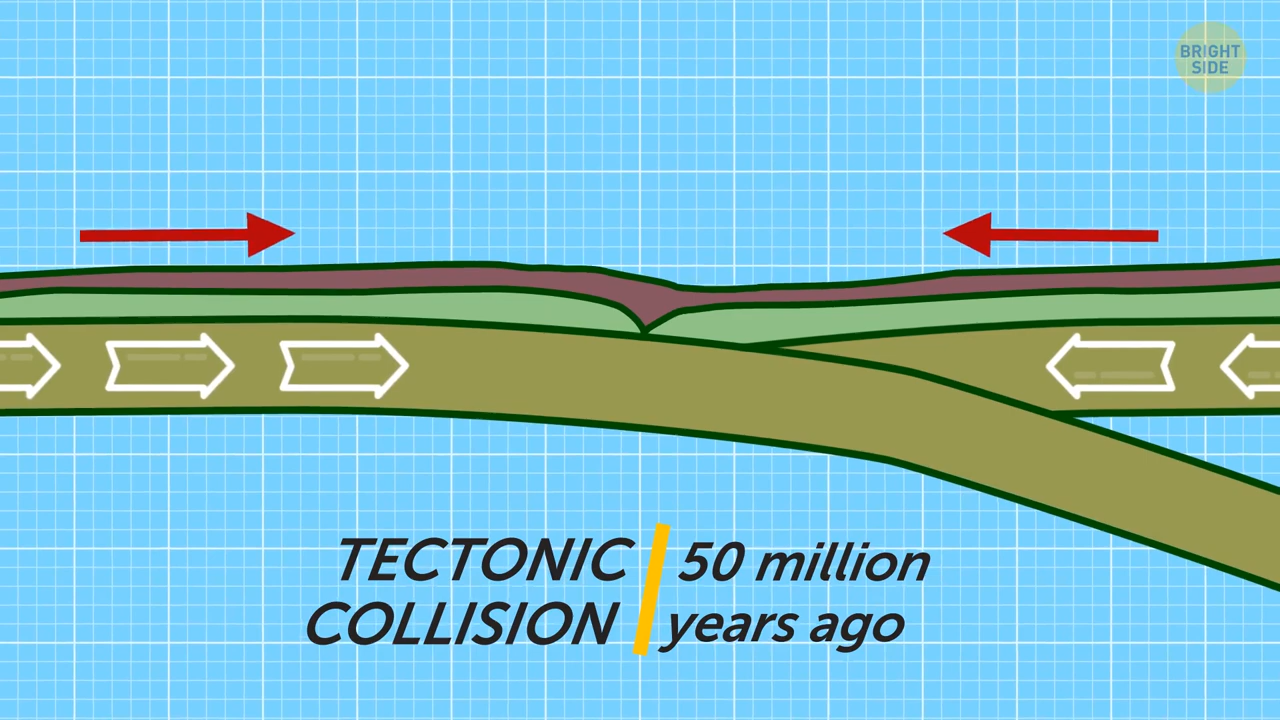 BRIGHT
SIDE
TECTONIC
COLLISION
50 million
years ago